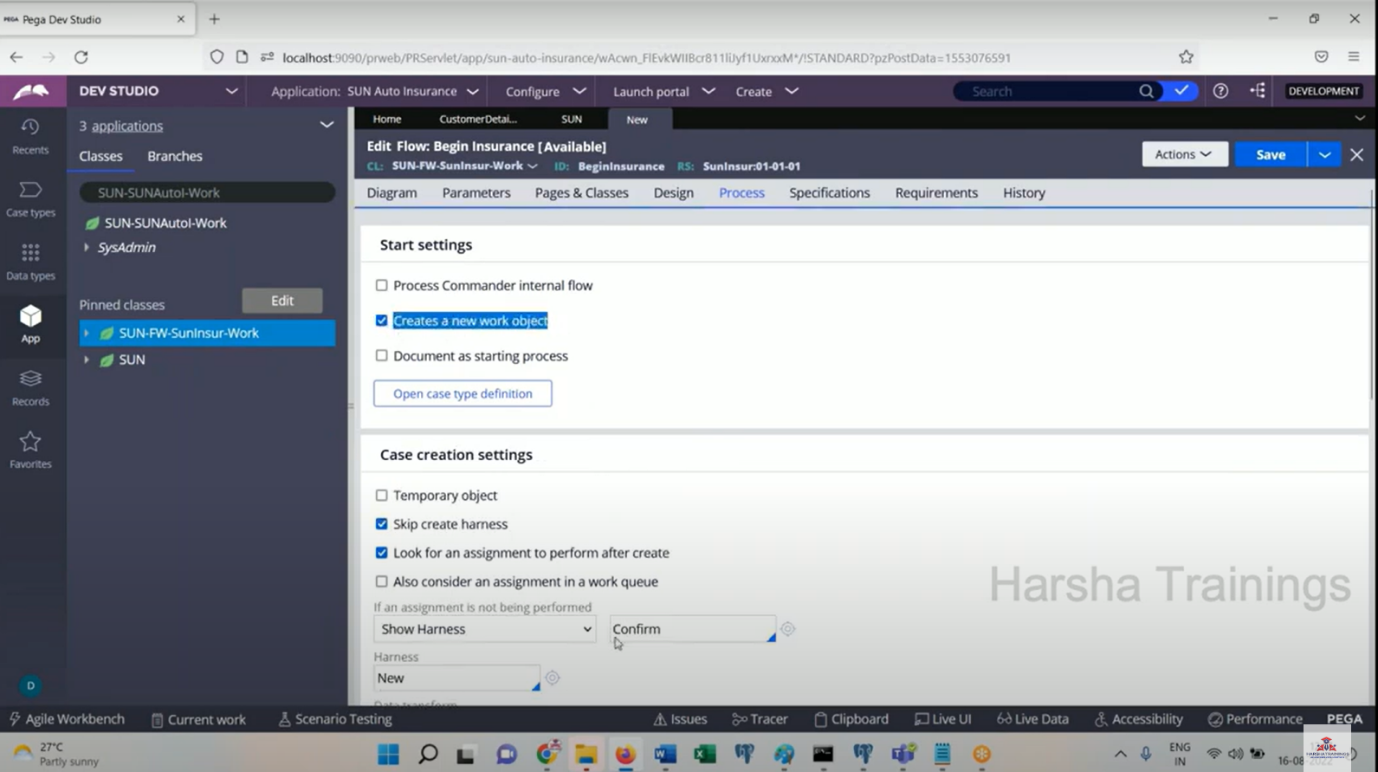 PEGA Pega Dev Studio
localhost:9090/prweb/PRServlet/app/sun-auto-insurance/
DEV STUDIO
Application: SUN Auto Insurance
Configure
Launch portal
Create
Search
DEVELOPMENT
Recents
Case types
Data types
App
Records
Favorites
D
3 applications
Classes Branches
SUN-SUNAutoI-Work
SUN-SUNAutoI-Work
SysAdmin
Pinned classes
Edit
SUN-FW-SunInsur-Work
SUN
Home CustomerDetai... SUN New
Edit Flow: Begin Insurance [Available]
CL: SUN-FW-SunInsur-Work ID: BeginInsurance RS: SunInsur:01-01-01
Actions Save
Diagram Parameters Pages & Classes Design Process Specifications Requirements History
Start settings
Process Commander internal flow
Creates a new work object
Document as starting process
Open case type definition
Case creation settings
Temporary object
Skip create harness
Look for an assignment to perform after create
Also consider an assignment in a work queue
If an assignment is not being performed
Show Harness Confirm
Harness
New
Data transform
Harsha Trainings
Agile Workbench Current work Scenario Testing Issues Tracer Clipboard Live UI Live Data Accessibility Performance PEGA
27°C
Partly sunny
ENG
IN
16-08-2022